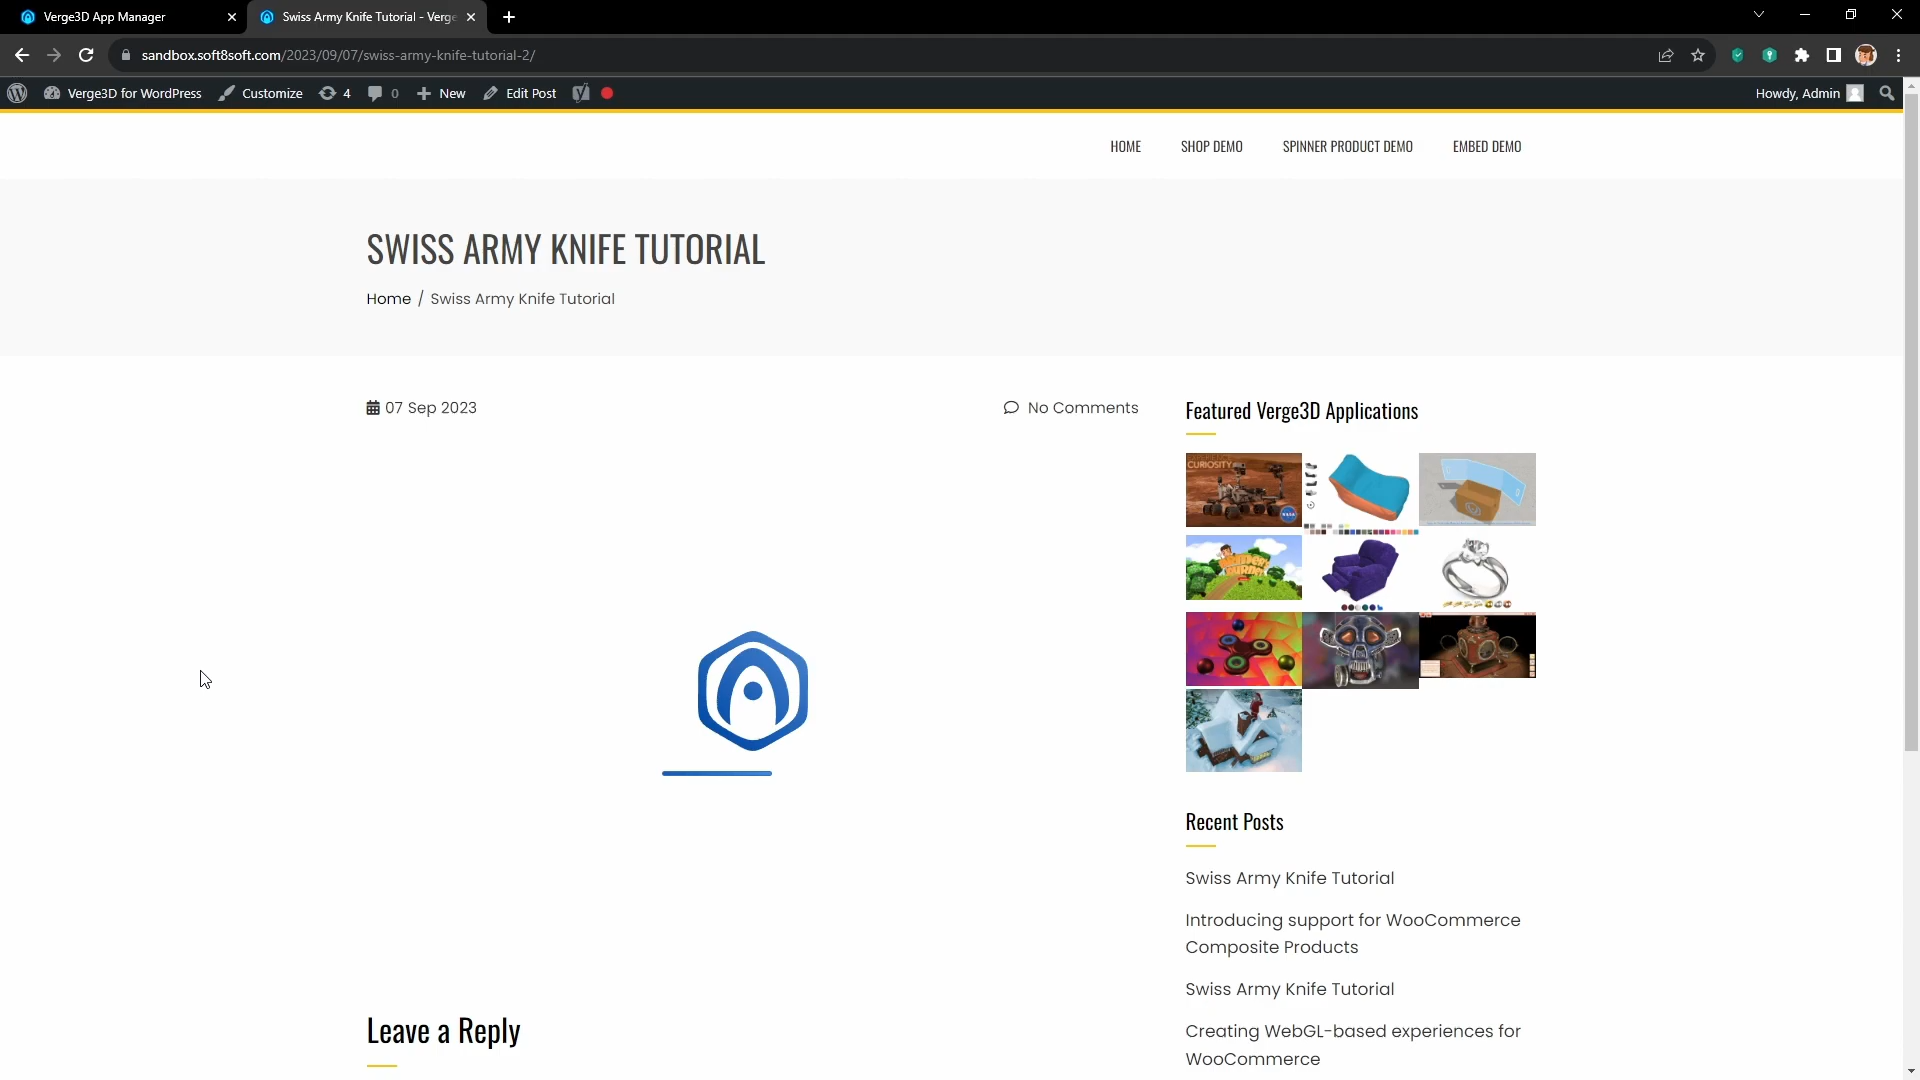 Verge3D App Manager
Swiss Army Knife Tutorial - Verge
sandbox.soft8soft.com/2023/09/07/swiss-army-knife-tutorial-2/
Verge3D for WordPress
Customize
4
0
New
Edit Post
Howdy, Admin
HOME
SHOP DEMO
SPINNER PRODUCT DEMO
EMBED DEMO
SWISS ARMY KNIFE TUTORIAL
Home / Swiss Army Knife Tutorial
07 Sep 2023
No Comments
Featured Verge3D Applications
CURIOSITY
NASA
Recent Posts
Swiss Army Knife Tutorial
Introducing support for WooCommerce
Composite Products
Swiss Army Knife Tutorial
Creating WebGL-based experiences for
WooCommerce
Leave a Reply